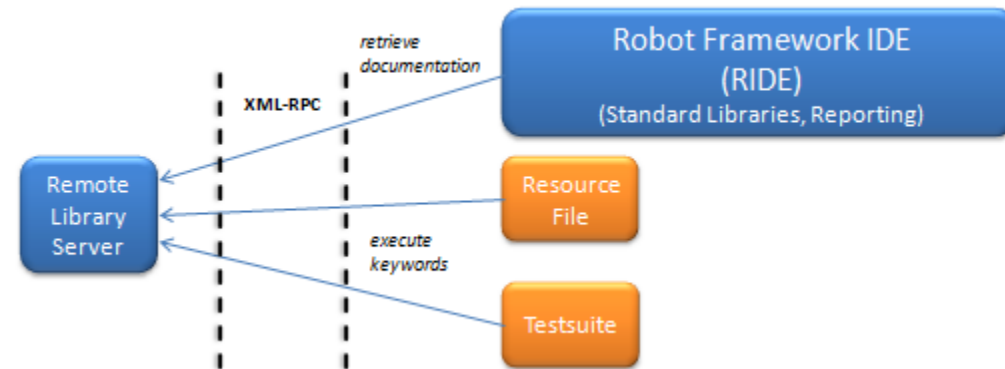 retrieve
documentation
Robot Framework IDE
(RIDE)
(Standard Libraries, Reporting)
XML-RPC
Remote
Library
Server
Resource
File
execute
keywords
Testsuite